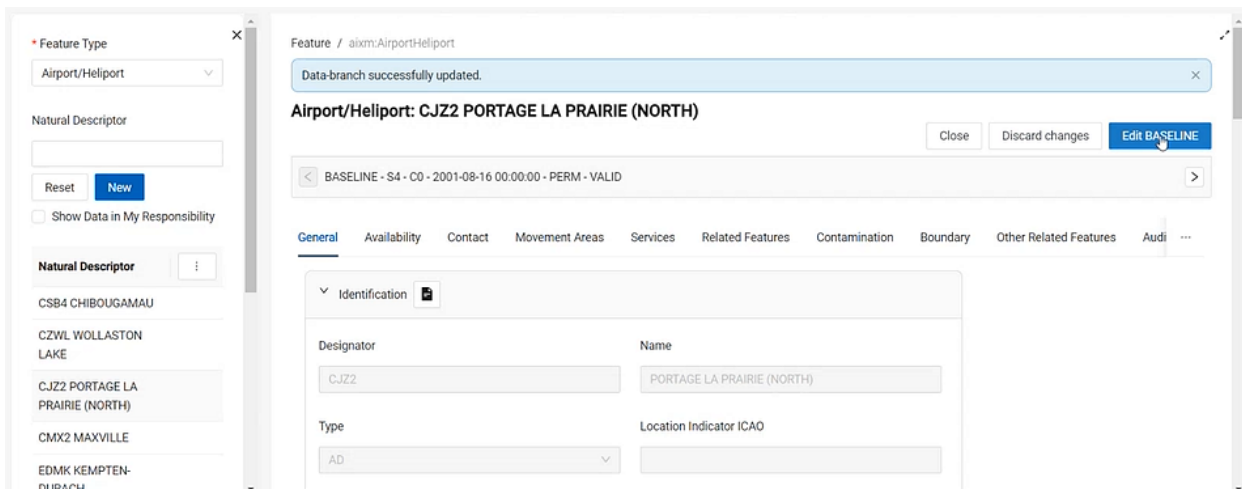 * Feature Type
Airport/Heliport
Natural Descriptor
Reset
New
Show Data in My Responsibility
Natural Descriptor
CSB4 CHIBOUGAMAU
CZWL WOLLASTON
LAKE
CJZ2 PORTAGE LA
PRAIRIE (NORTH)
CMX2 MAXVILLE
EDMK KEMPTEN-
DURACH
Feature / aixm:AirportHeliport
Data-branch successfully updated.
Airport/Heliport: CJZ2 PORTAGE LA PRAIRIE (NORTH)
Close
Discard changes
Edit BASELINE
BASELINE - S4 - C0 - 2001-08-16 00:00:00 - PERM - VALID
General Availability Contact Movement Areas Services Related Features Contamination Boundary Other Related Features Audi ···
Identification
Designator
CJZ2
Name
PORTAGE LA PRAIRIE (NORTH)
Type
AD
Location Indicator ICAO